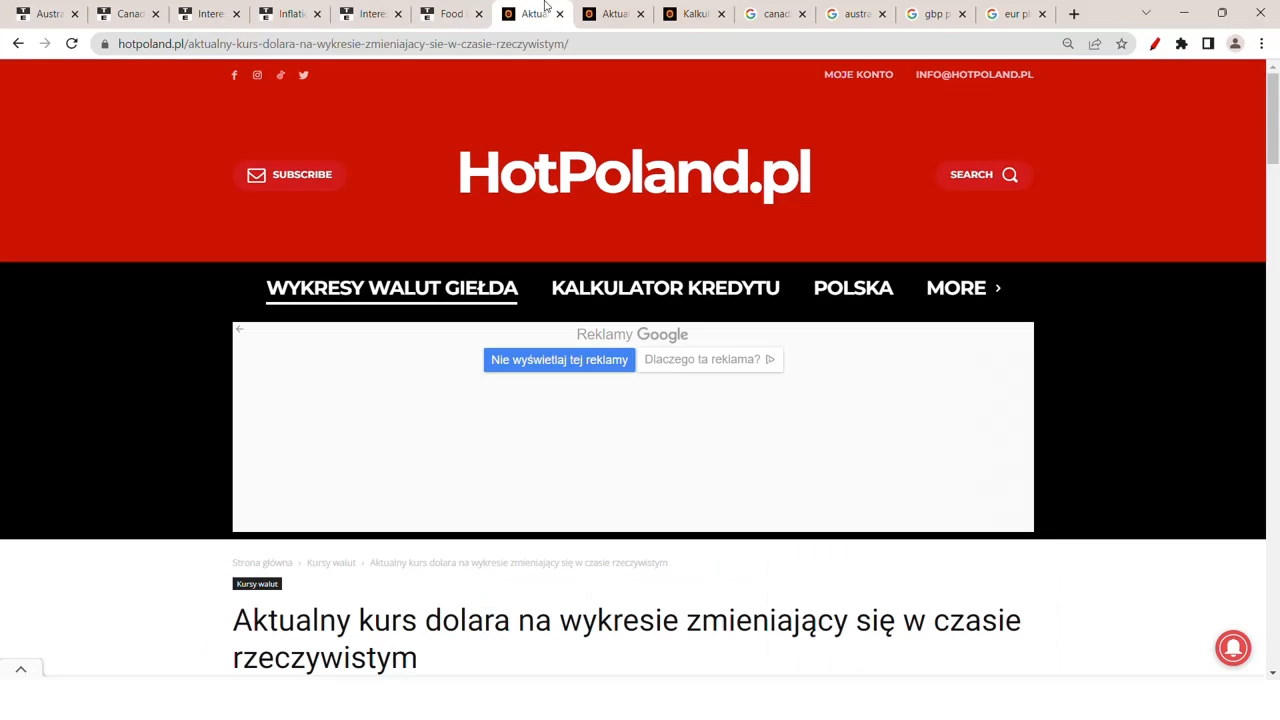 Austra
Canad
Intere
Inflati
Intere
Food I
Aktua
Aktual
Kalkul
canad
austra
gbp p
eur pl
hotpoland.pl/aktualny-kurs-dolara-na-wykresie-zmieniajacy-sie-w-czasie-rzeczywistym/
MOJE KONTO INFO@HOTPOLAND.PL
SUBSCRIBE
HotPoland.pl
SEARCH
WYKRESY WALUT GIEŁDA KALKULATOR KREDYTU POLSKA MORE
Reklamy Google
Nie wyświetlaj tej reklamy Dlaczego ta reklama?
Strona główna › Kursy walut › Aktualny kurs dolara na wykresie zmieniający się w czasie rzeczywistym
Kursy walut
Aktualny kurs dolara na wykresie zmieniający się w czasie
rzeczywistym